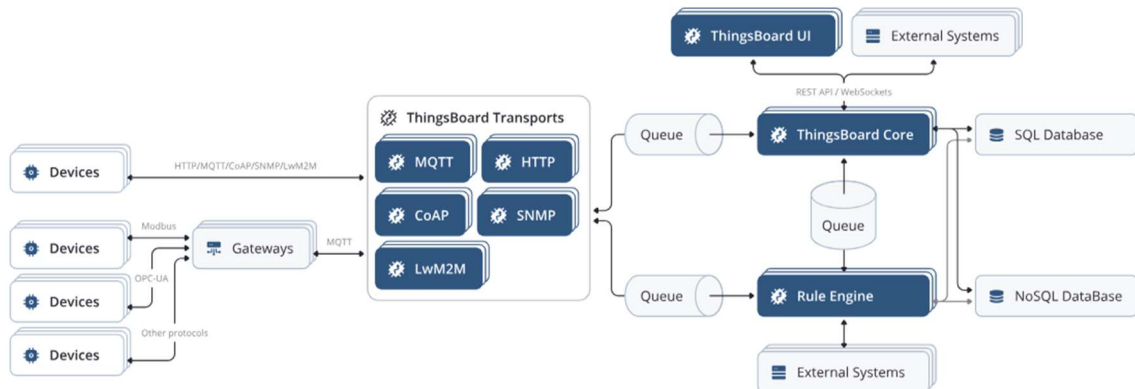 ThingsBoard UI
External Systems
REST API / WebSockets
ThingsBoard Transports
Queue
ThingsBoard Core
SQL Database
MQTT
HTTP
Devices
HTTP/MQTT/CoAP/SNMP/LwM2M
CoAP
SNMP
Queue
Devices
Modbus
Gateways
MQTT
LwM2M
OPC-UA
Devices
Queue
Rule Engine
NoSQL DataBase
Other protocols
Devices
External Systems